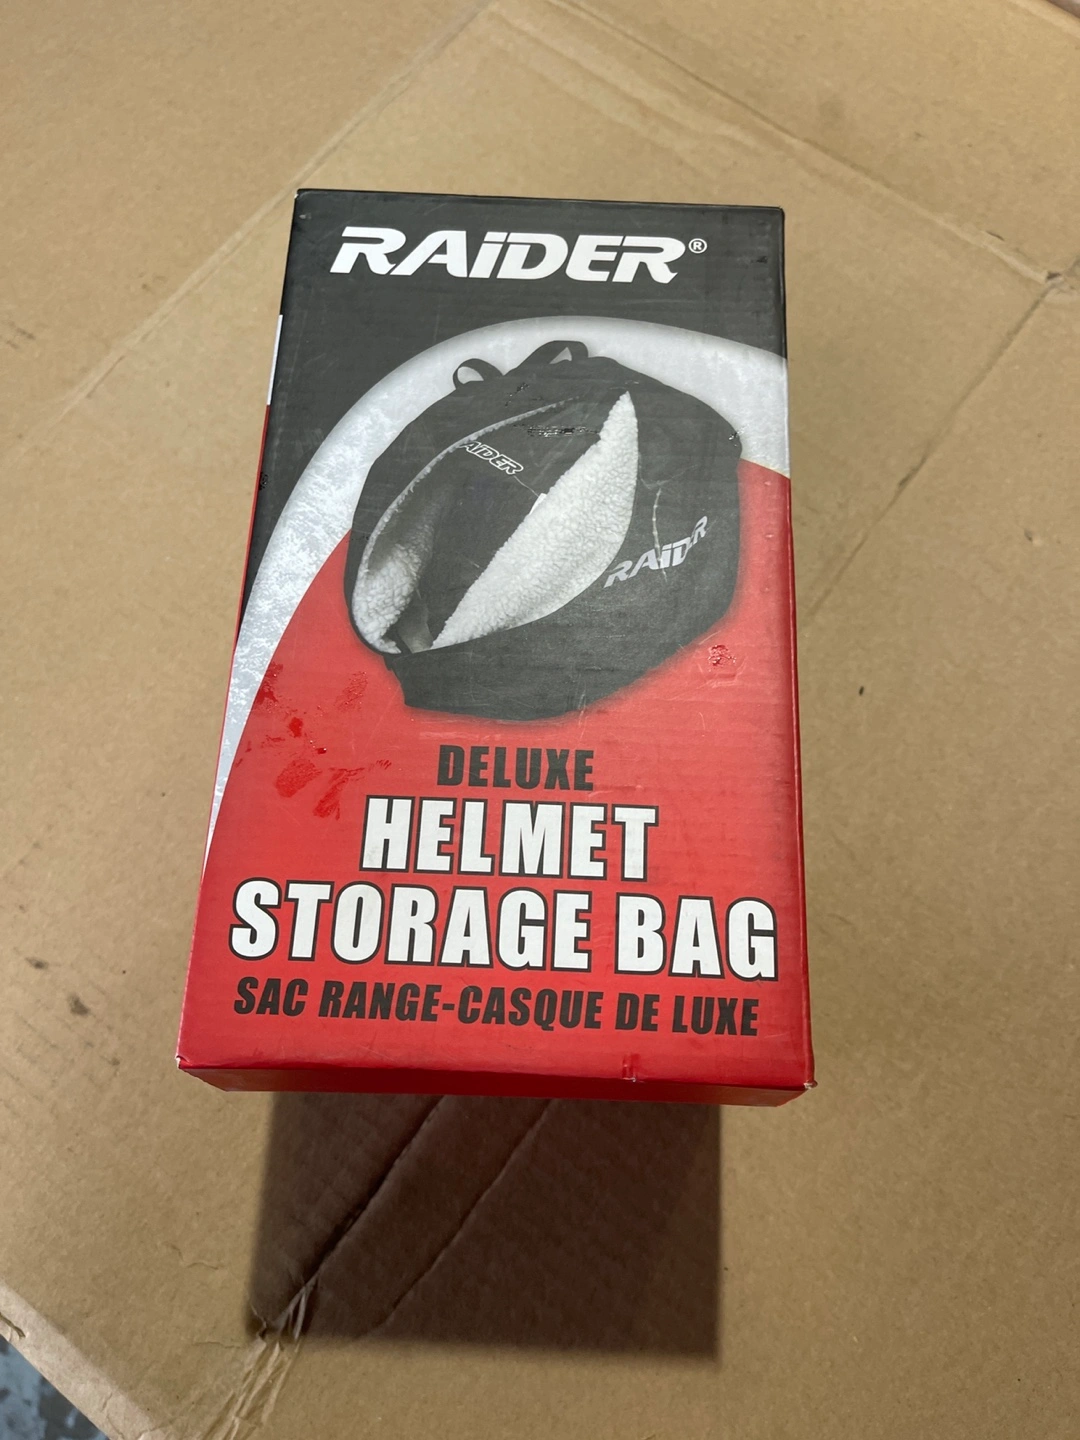 RAiDER®
RAIDER
RAIDER
DELUXE
HELMET
STORAGE BAG
SAC RANGE-CASQUE DE LUXE